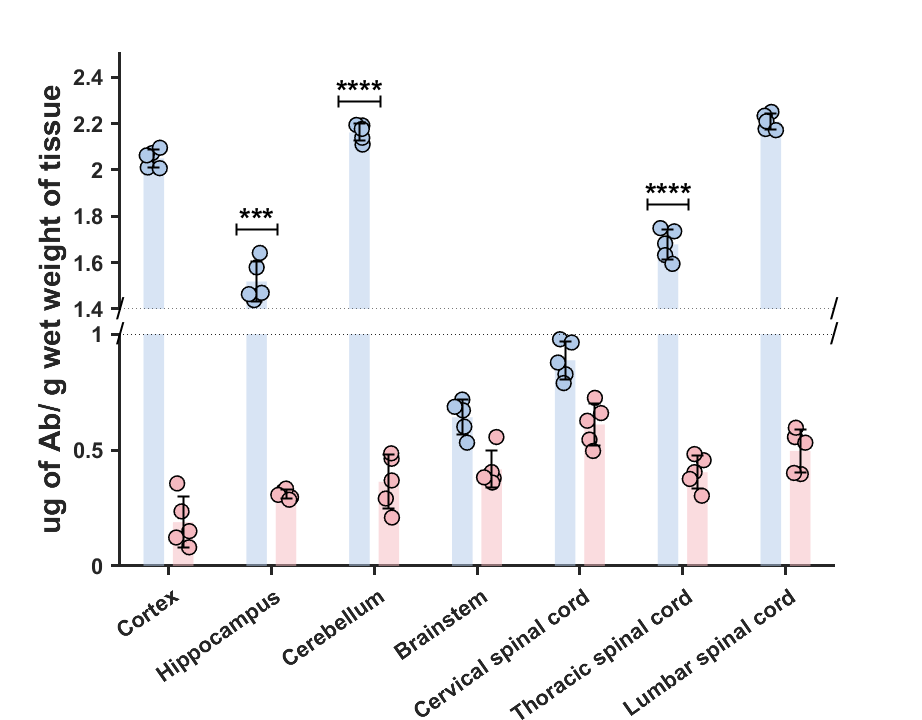 ug of Ab/ g wet weight of tissue
2.4
2.2
2
1.8
1.6
1.4
1
0.5
0
***
****
****
Cortex
Hippocampus
Cerebellum
Brainstem
Cervical spinal cord
Thoracic spinal cord
Lumbar spinal cord